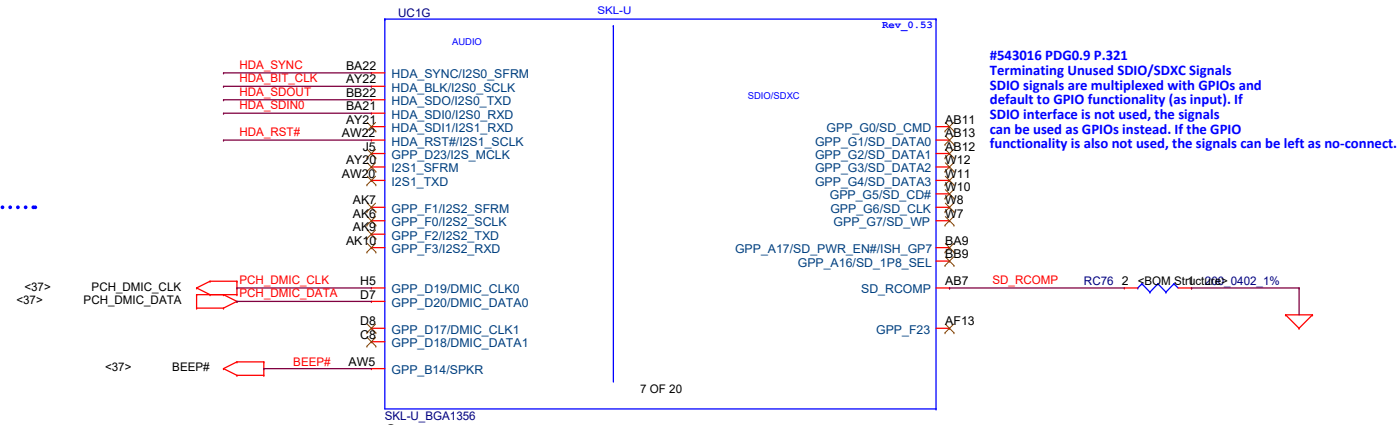 UC1G
SKL-U
Rev_0.53
AUDIO
SDIO/SDXC
HDA_SYNC BA22 HDA_SYNC/I2S0_SFRM
HDA_BIT_CLK AY22 HDA_BLK/I2S0_SCLK
HDA_SDOUT BB22 HDA_SDO/I2S0_TXD
HDA_SDIN0 BA21 HDA_SDI0/I2S0_RXD
AY21 HDA_SDI1/I2S1_RXD
HDA_RST# AW22 HDA_RST#/I2S1_SCLK
J5 GPP_D23/I2S_MCLK
AY20 I2S1_SFRM
AW20 I2S1_TXD
AK7 GPP_F1/I2S2_SFRM
AK6 GPP_F0/I2S2_SCLK
AK9 GPP_F2/I2S2_TXD
AK10 GPP_F3/I2S2_RXD
<37> PCH_DMIC_CLK PCH_DMIC_CLK H5 GPP_D19/DMIC_CLK0
<37> PCH_DMIC_DATA PCH_DMIC_DATA D7 GPP_D20/DMIC_DATA0
D8 GPP_D17/DMIC_CLK1
C8 GPP_D18/DMIC_DATA1
<37> BEEP# BEEP# AW5 GPP_B14/SPKR
GPP_G0/SD_CMD AB11
GPP_G1/SD_DATA0 AB13
GPP_G2/SD_DATA1 AB12
GPP_G3/SD_DATA2 W12
GPP_G4/SD_DATA3 W11
GPP_G5/SD_CD# W10
GPP_G6/SD_CLK W8
GPP_G7/SD_WP W7
GPP_A17/SD_PWR_EN#/ISH_GP7 BA9
GPP_A16/SD_1P8_SEL BB9
SD_RCOMP AB7 SD_RCOMP RC76 2 <BOM Structure> 1 200_0402_1%
GPP_F23 AF13
7 OF 20
SKL-U_BGA1356
#543016 PDG0.9 P.321
Terminating Unused SDIO/SDXC Signals
SDIO signals are multiplexed with GPIOs and
default to GPIO functionality (as input). If
SDIO interface is not used, the signals
can be used as GPIOs instead. If the GPIO
functionality is also not used, the signals can be left as no-connect.